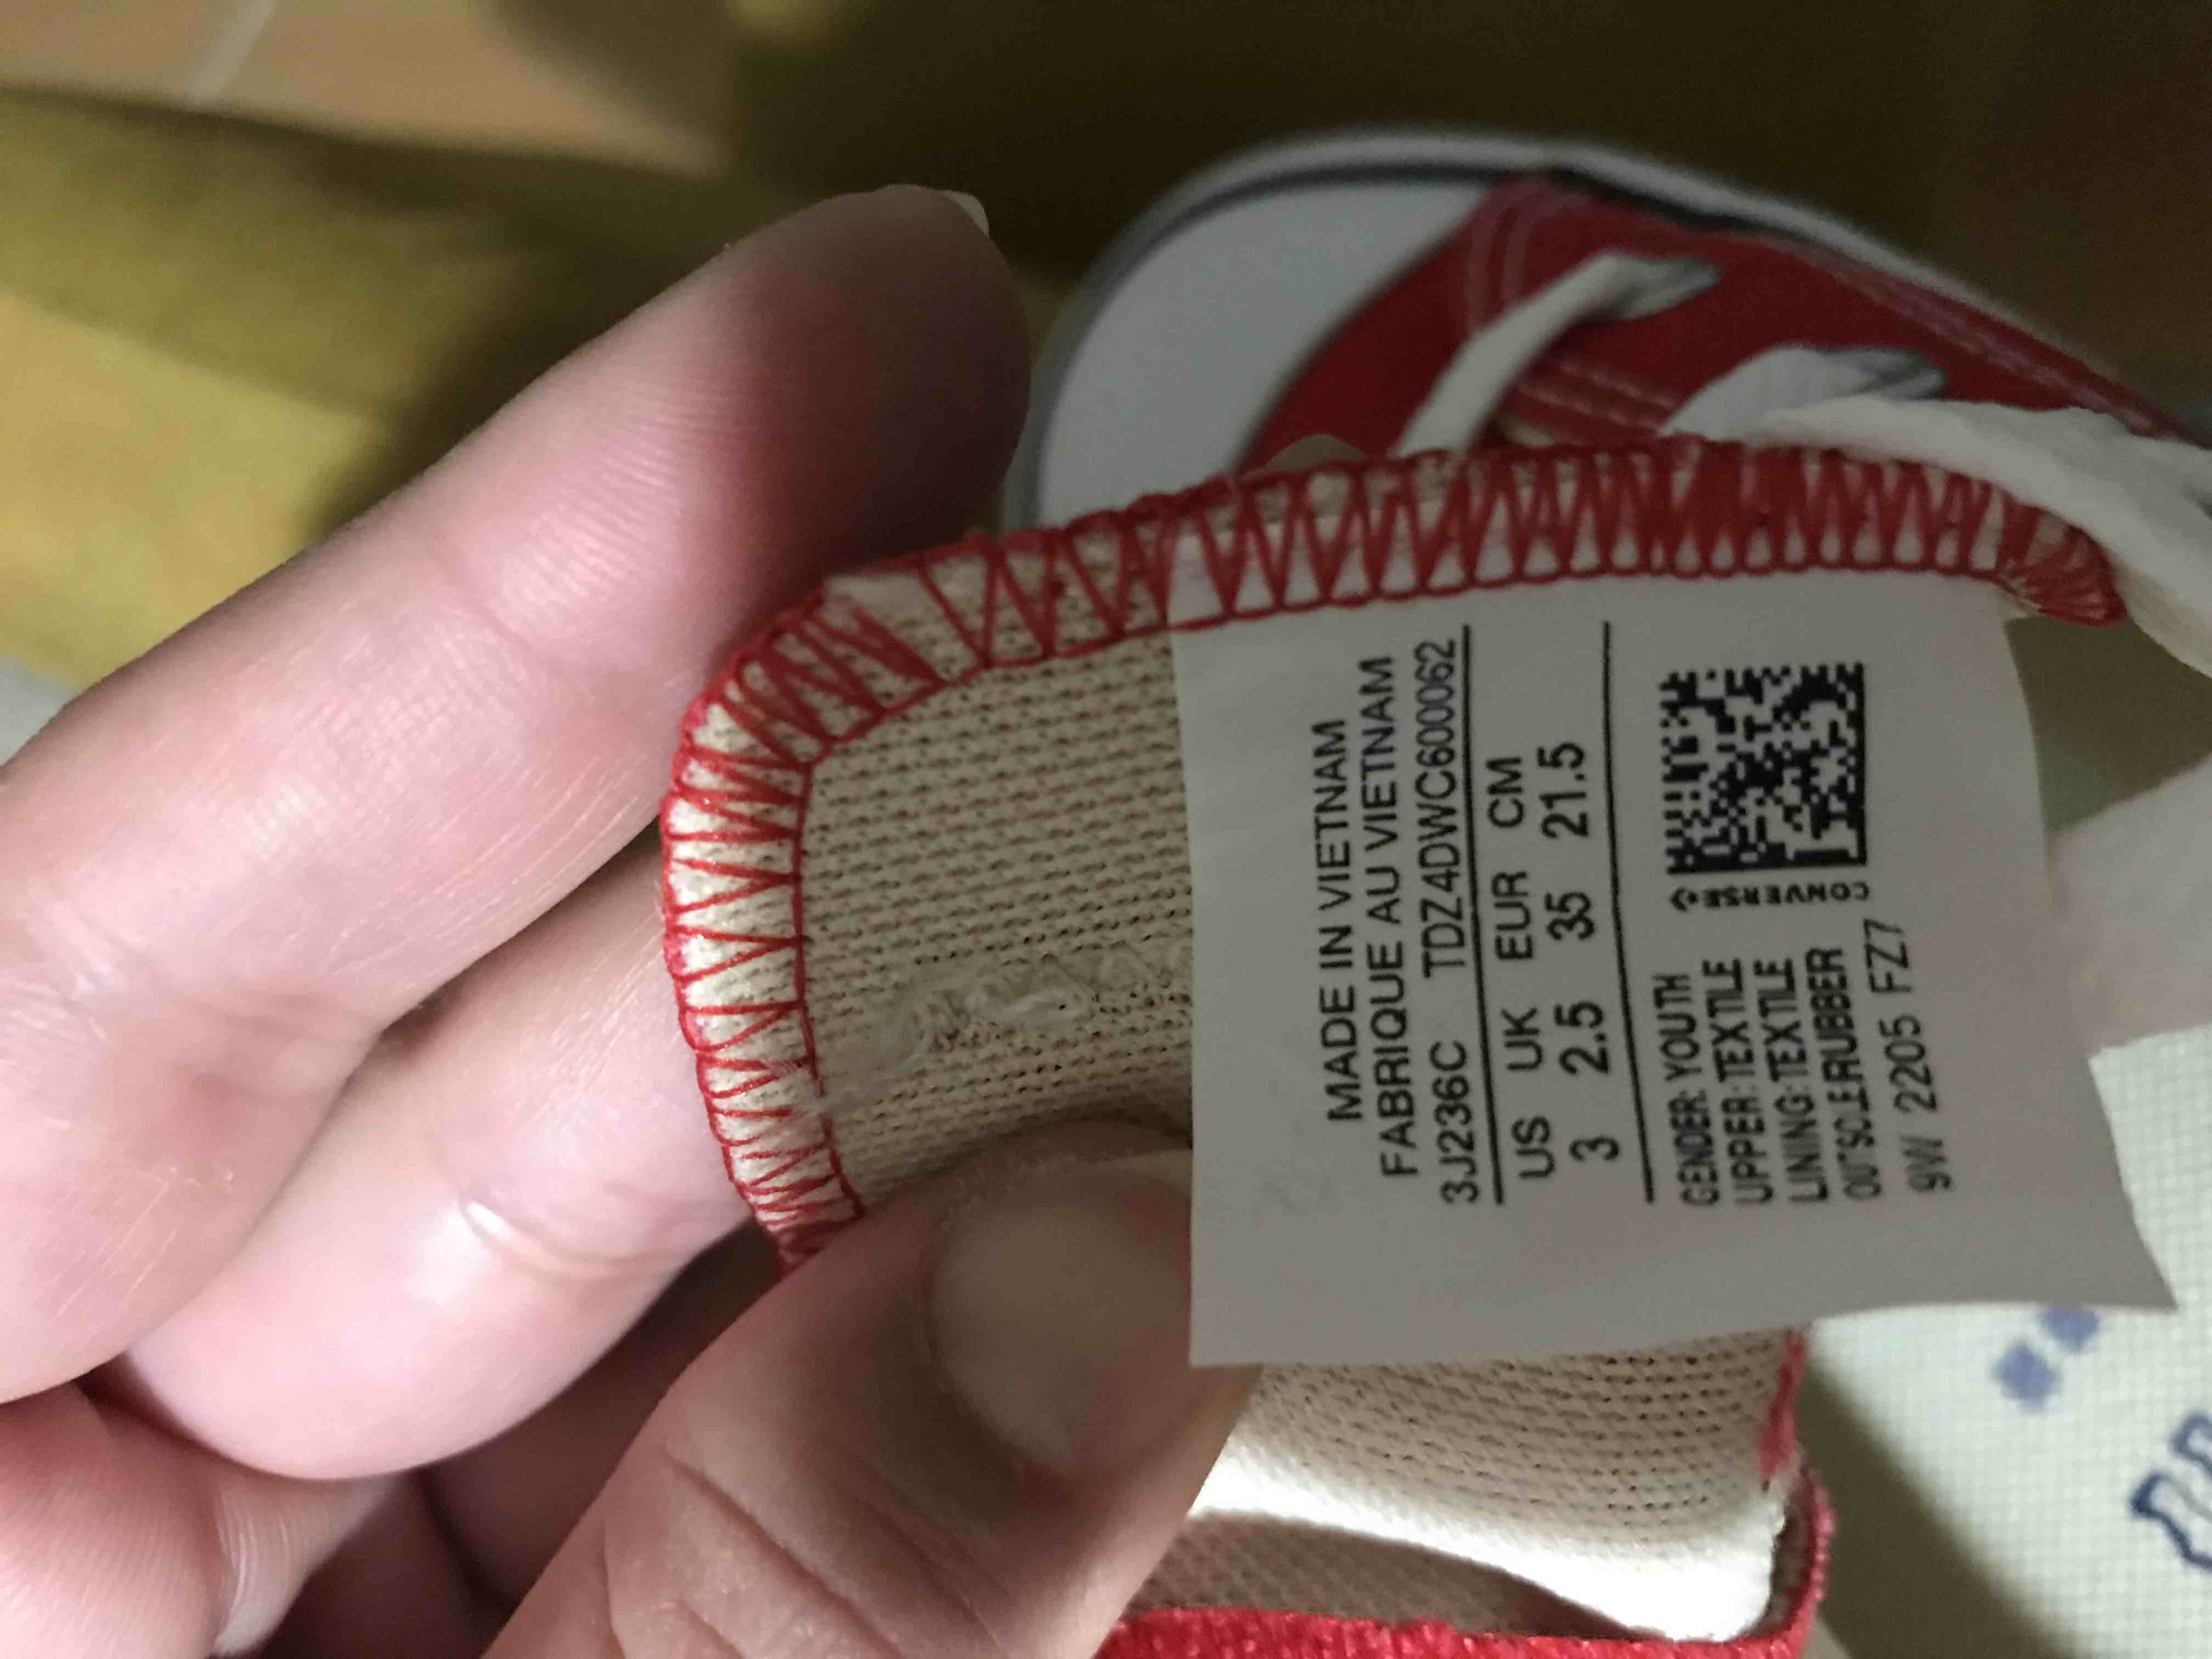 MADE IN VIETNAM
FABRIQUE AU VIETNAM
3J236C TDZ4DWC600062
US UK EUR CM
3 2.5 35 21.5
GENDER: YOUTH
UPPER: TEXTILE
LINING: TEXTILE
OUTSOLE:RUBBER
9W 2205 FZ7
CONVERSE